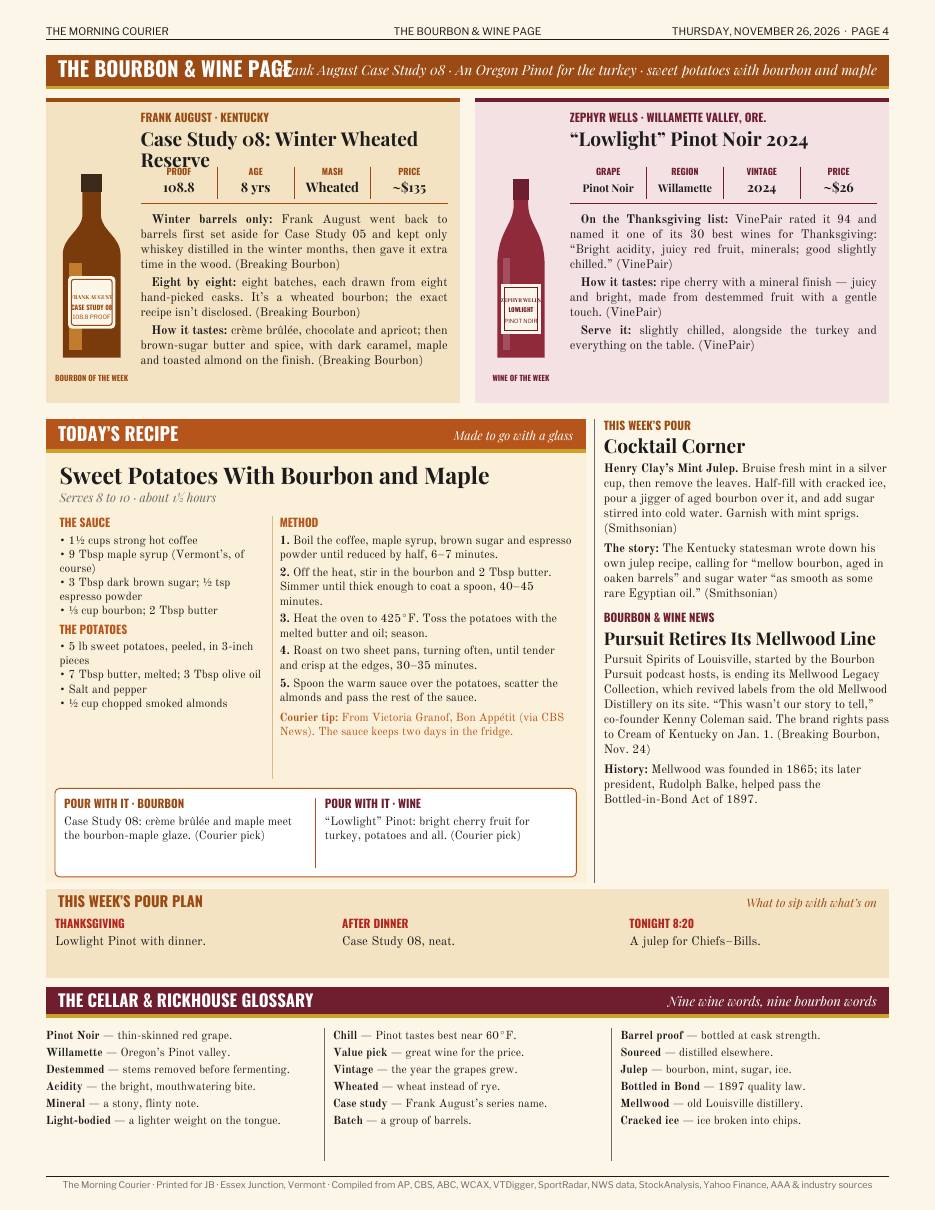 THE MORNING COURIER
THE BOURBON & WINE PAGE
THURSDAY, NOVEMBER 26, 2026 · PAGE 4
THE BOURBON & WINE PAGE
Frank August Case Study 08 · An Oregon Pinot for the turkey · sweet potatoes with bourbon and maple
FRANK AUGUST · KENTUCKY
Case Study 08: Winter Wheated
Reserve
PROOF
AGE
MASH
PRICE
108.8
8 yrs
Wheated
~$135
Winter barrels only: Frank August went back to
barrels first set aside for Case Study 05 and kept only
whiskey distilled in the winter months, then gave it extra
time in the wood. (Breaking Bourbon)
Eight by eight: eight batches, each drawn from eight
hand-picked casks. It’s a wheated bourbon; the exact
recipe isn’t disclosed. (Breaking Bourbon)
How it tastes: crème brûlée, chocolate and apricot; then
brown-sugar butter and spice, with dark caramel, maple
and toasted almond on the finish. (Breaking Bourbon)
FRANK AUGUST
CASE STUDY 08
108.8 PROOF
BOURBON OF THE WEEK
ZEPHYR WELLS · WILLAMETTE VALLEY, ORE.
“Lowlight” Pinot Noir 2024
GRAPE
REGION
VINTAGE
PRICE
Pinot Noir
Willamette
2024
~$26
On the Thanksgiving list: VinePair rated it 94 and
named it one of its 30 best wines for Thanksgiving:
“Bright acidity, juicy red fruit, minerals; good slightly
chilled.” (VinePair)
How it tastes: ripe cherry with a mineral finish — juicy
and bright, made from destemmed fruit with a gentle
touch. (VinePair)
Serve it: slightly chilled, alongside the turkey and
everything on the table. (VinePair)
ZEPHYR WELLS
LOWLIGHT
PINOT NOIR
WINE OF THE WEEK
TODAY’S RECIPE
Made to go with a glass
Sweet Potatoes With Bourbon and Maple
Serves 8 to 10 · about 1½ hours
THE SAUCE
• 1½ cups strong hot coffee
• 9 Tbsp maple syrup (Vermont’s, of
course)
• 3 Tbsp dark brown sugar; ½ tsp
espresso powder
• ⅓ cup bourbon; 2 Tbsp butter
THE POTATOES
• 5 lb sweet potatoes, peeled, in 3-inch
pieces
• 7 Tbsp butter, melted; 3 Tbsp olive oil
• Salt and pepper
• ½ cup chopped smoked almonds
METHOD
1. Boil the coffee, maple syrup, brown sugar and espresso
powder until reduced by half, 6–7 minutes.
2. Off the heat, stir in the bourbon and 2 Tbsp butter.
Simmer until thick enough to coat a spoon, 40–45
minutes.
3. Heat the oven to 425°F. Toss the potatoes with the
melted butter and oil; season.
4. Roast on two sheet pans, turning often, until tender
and crisp at the edges, 30–35 minutes.
5. Spoon the warm sauce over the potatoes, scatter the
almonds and pass the rest of the sauce.
Courier tip: From Victoria Granof, Bon Appétit (via CBS
News). The sauce keeps two days in the fridge.
POUR WITH IT · BOURBON
Case Study 08: crème brûlée and maple meet
the bourbon-maple glaze. (Courier pick)
POUR WITH IT · WINE
“Lowlight” Pinot: bright cherry fruit for
turkey, potatoes and all. (Courier pick)
THIS WEEK’S POUR
Cocktail Corner
Henry Clay’s Mint Julep. Bruise fresh mint in a silver
cup, then remove the leaves. Half-fill with cracked ice,
pour a jigger of aged bourbon over it, and add sugar
stirred into cold water. Garnish with mint sprigs.
(Smithsonian)
The story: The Kentucky statesman wrote down his
own julep recipe, calling for “mellow bourbon, aged in
oaken barrels” and sugar water “as smooth as some
rare Egyptian oil.” (Smithsonian)
BOURBON & WINE NEWS
Pursuit Retires Its Mellwood Line
Pursuit Spirits of Louisville, started by the Bourbon
Pursuit podcast hosts, is ending its Mellwood Legacy
Collection, which revived labels from the old Mellwood
Distillery on its site. “This wasn’t our story to tell,”
co-founder Kenny Coleman said. The brand rights pass
to Cream of Kentucky on Jan. 1. (Breaking Bourbon,
Nov. 24)
History: Mellwood was founded in 1865; its later
president, Rudolph Balke, helped pass the
Bottled-in-Bond Act of 1897.
THIS WEEK’S POUR PLAN
What to sip with what’s on
THANKSGIVING
Lowlight Pinot with dinner.
AFTER DINNER
Case Study 08, neat.
TONIGHT 8:20
A julep for Chiefs–Bills.
THE CELLAR & RICKHOUSE GLOSSARY
Nine wine words, nine bourbon words
Pinot Noir — thin-skinned red grape.
Willamette — Oregon’s Pinot valley.
Destemmed — stems removed before fermenting.
Acidity — the bright, mouthwatering bite.
Mineral — a stony, flinty note.
Light-bodied — a lighter weight on the tongue.
Chill — Pinot tastes best near 60°F.
Value pick — great wine for the price.
Vintage — the year the grapes grew.
Wheated — wheat instead of rye.
Case study — Frank August’s series name.
Batch — a group of barrels.
Barrel proof — bottled at cask strength.
Sourced — distilled elsewhere.
Julep — bourbon, mint, sugar, ice.
Bottled in Bond — 1897 quality law.
Mellwood — old Louisville distillery.
Cracked ice — ice broken into chips.
The Morning Courier · Printed for JB · Essex Junction, Vermont · Compiled from AP, CBS, ABC, WCAX, VTDigger, SportRadar, NWS data, StockAnalysis, Yahoo Finance, AAA & industry sources